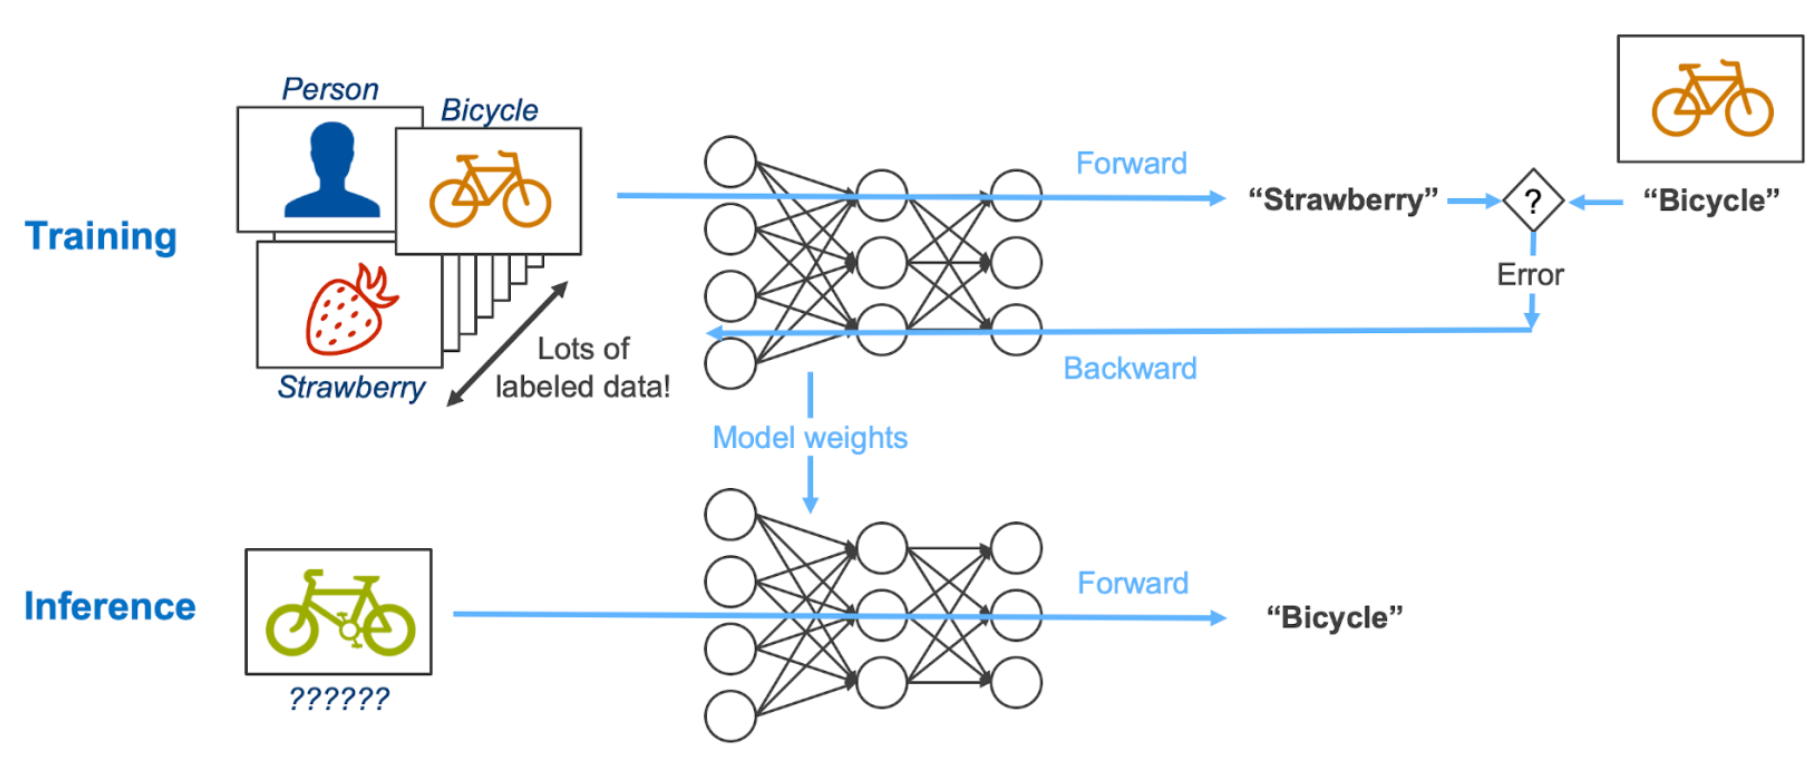 Person
Bicycle
Training
Strawberry
Lots of
labeled data!
Forward
“Strawberry”
?
“Bicycle”
Error
Backward
Model weights
Inference
??????
Forward
“Bicycle”